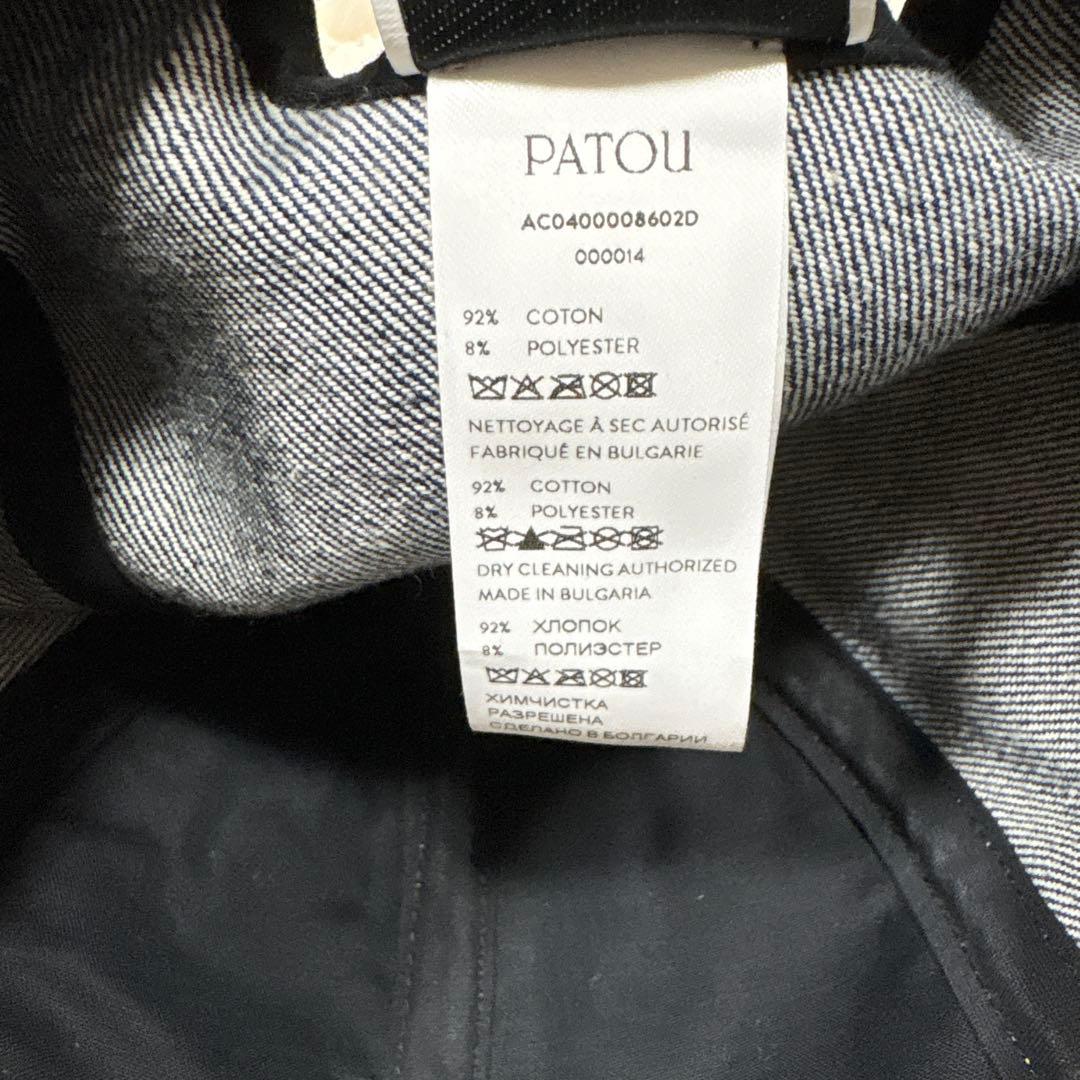 PATOU
AC0400008602D
000014
92% COTON
8% POLYESTER
NETTOYAGE À SEC AUTORISÉ
FABRIQUÉ EN BULGARIE
92% COTTON
8% POLYESTER
DRY CLEANING AUTHORIZED
MADE IN BULGARIA
92% ХЛОПОК
8% ПОЛИЭСТЕР
ХИМЧИСТКА
РАЗРЕШЕНА
СДЕЛАНО В БОЛГАРИИ